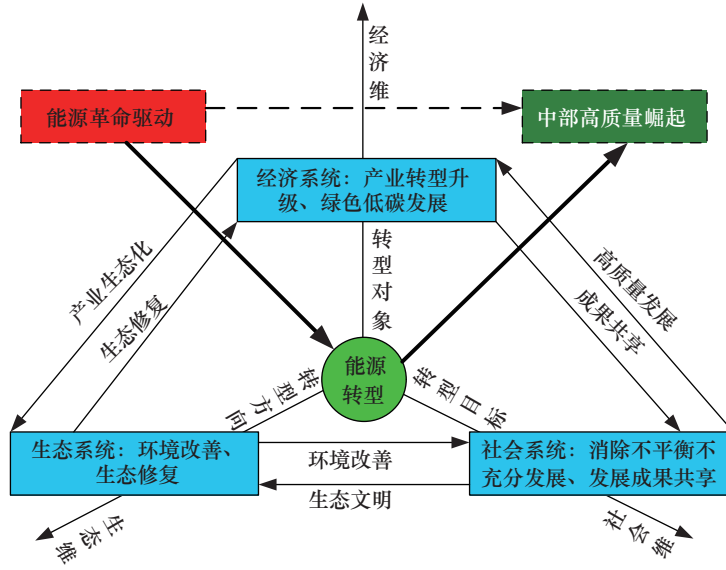 经济维
能源革命驱动
中部高质量崛起
经济系统：产业转型升
级、绿色低碳发展
产业生态化
生态修复
转型对象
高质量发展
成果共享
能源
转型
转型方向
转型目标
生态系统：环境改善、
生态修复
环境改善
生态文明
社会系统：消除不平衡不
充分发展、发展成果共享
生态维
社会维